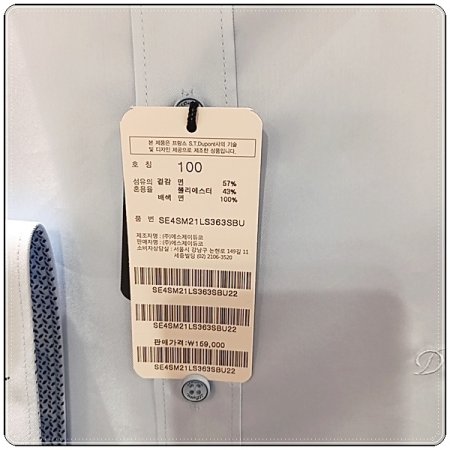 본 제품은 프랑스 S.T.Dupont사의 기술
및 디자인 제공으로 제조한 상품입니다.
호 칭 100
섬유의 겉감 면 57%
혼용율 폴리에스터 43%
배색 면 100%
품 번 SE4SM21LS363SBU
제조자명 : (주)에스제이듀코
판매자명 : (주)에스제이듀코
소비자상담실 : 서울시 강남구 논현로 149길 11
세종빌딩 (02) 2106-3520
SE4SM21LS363SBU22
SE4SM21LS363SBU22
판매가격:₩159,000
SE4SM21LS363SBU22
D